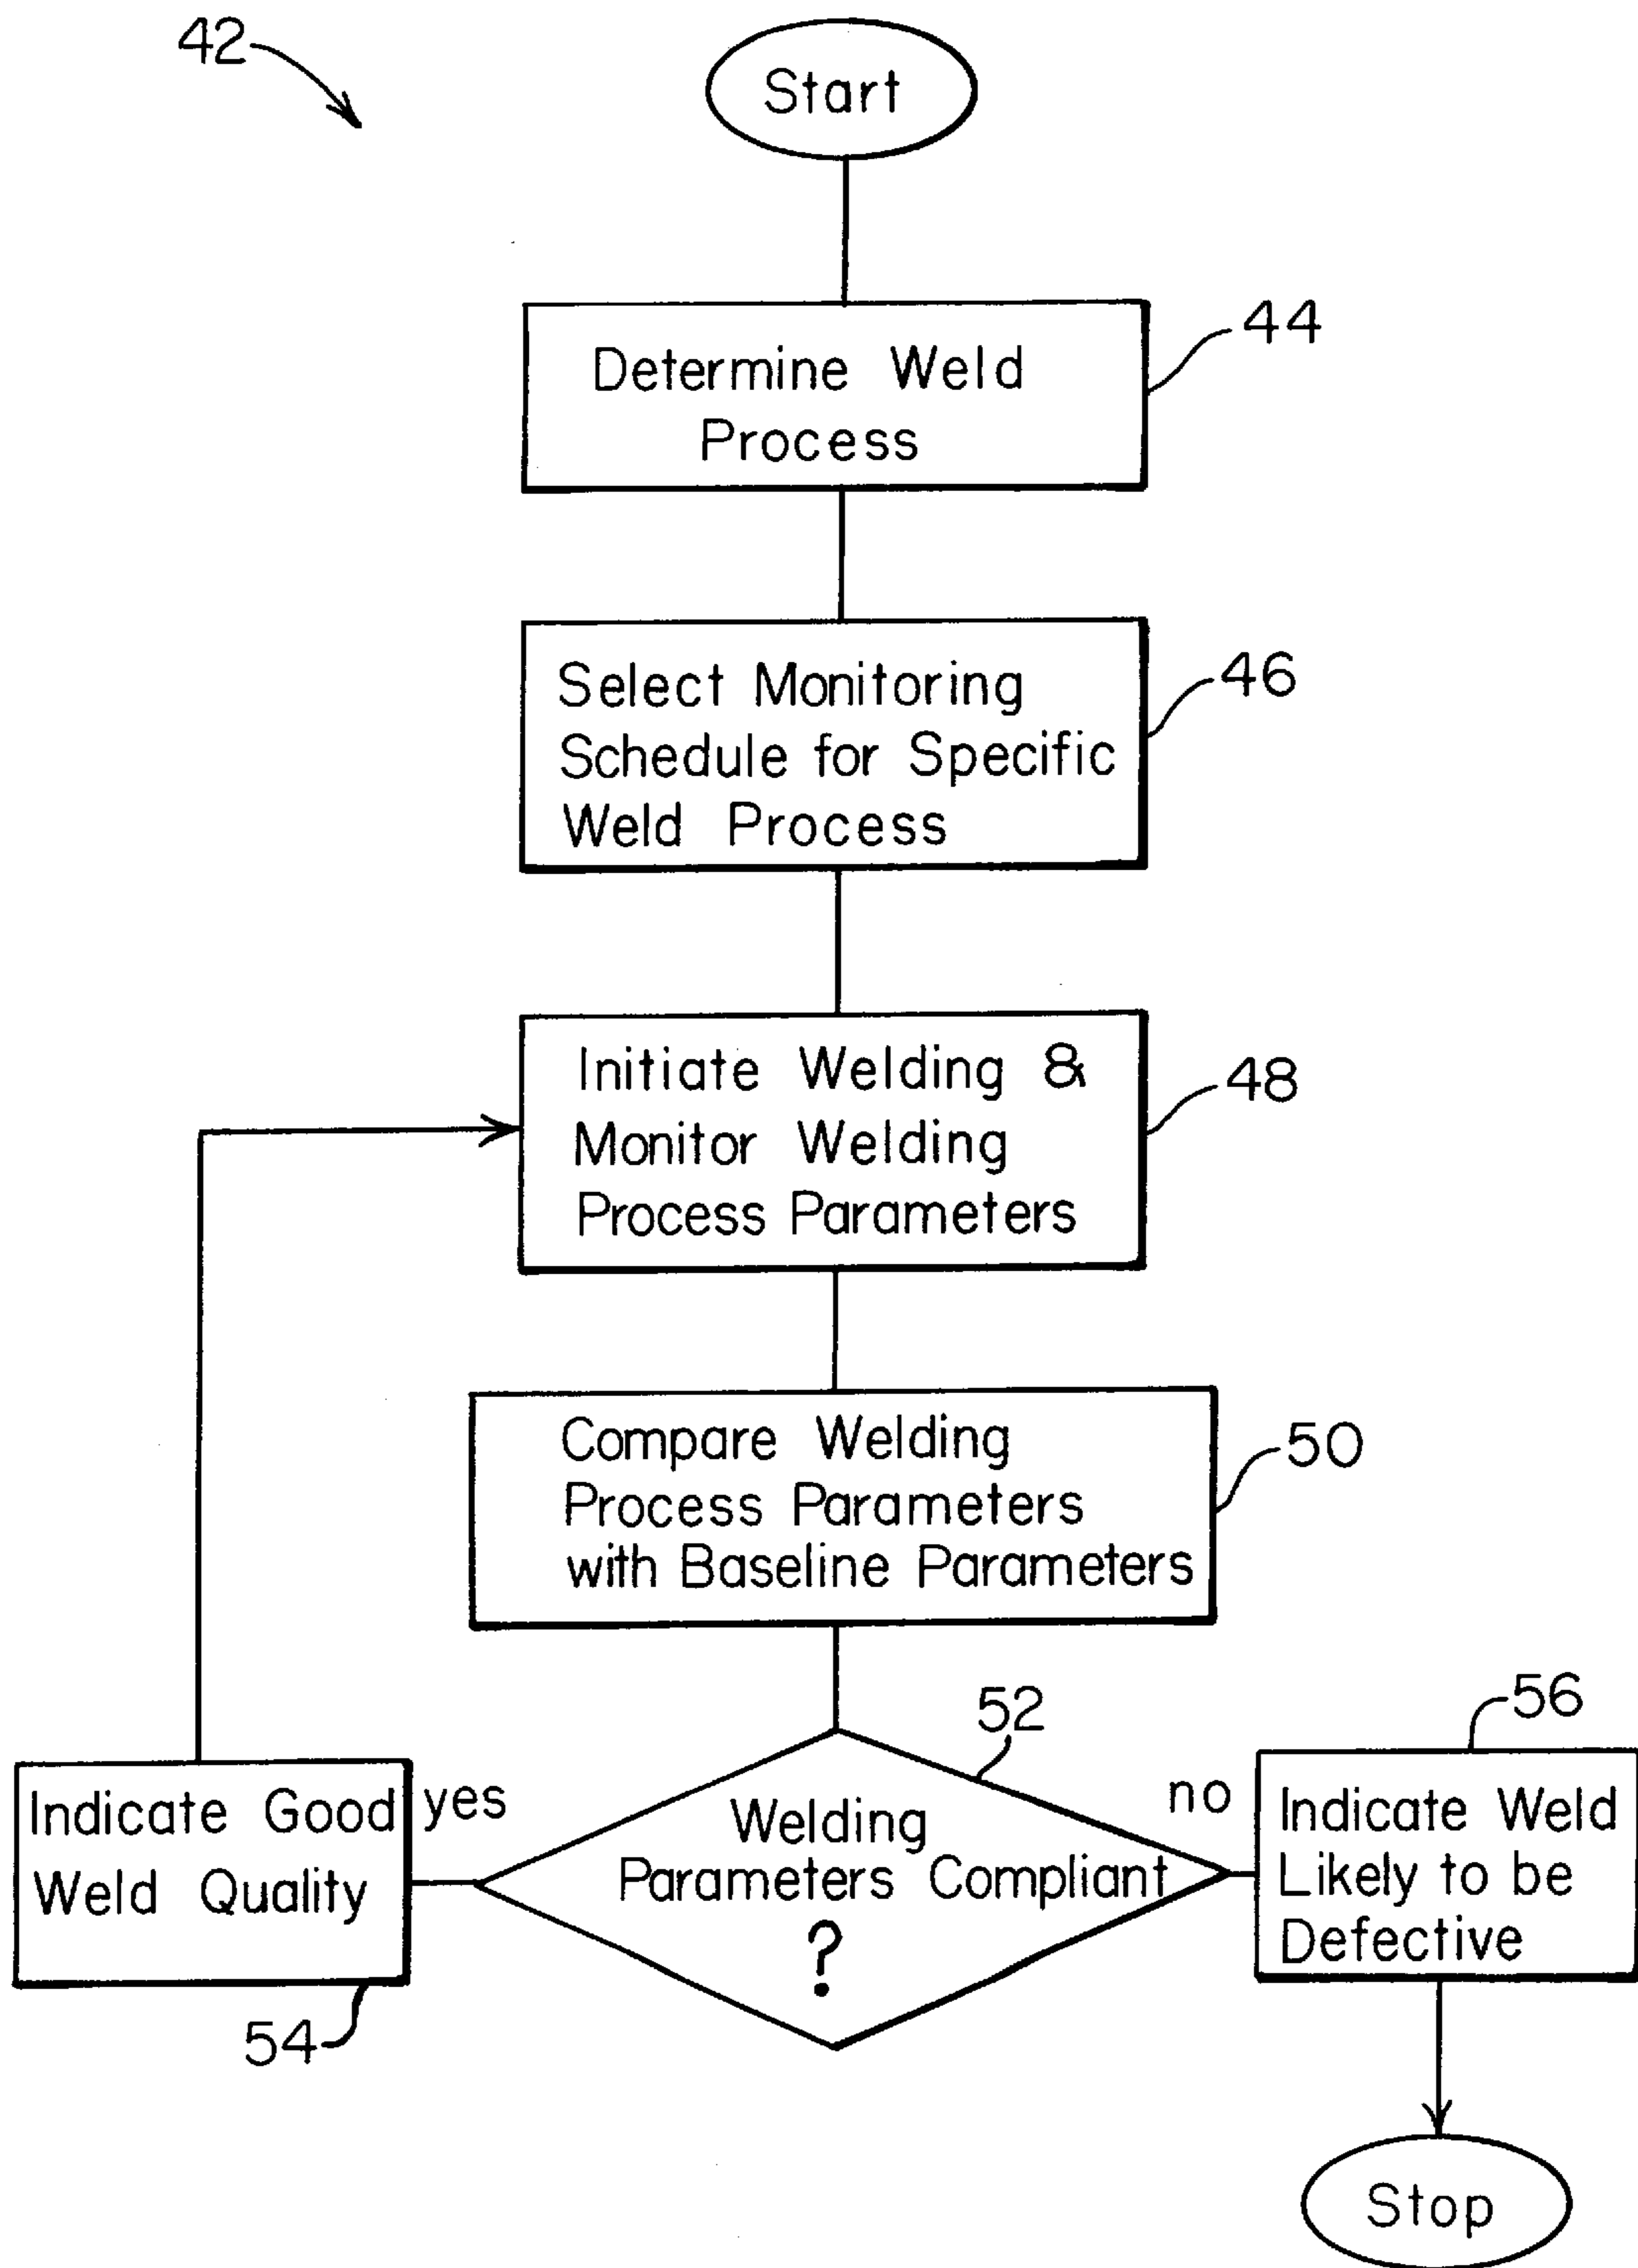 42
Start
Determine Weld
Process
44
Select Monitoring
Schedule for Specific
Weld Process
46
Initiate Welding &
Monitor Welding
Process Parameters
48
Compare Welding
Process Parameters
with Baseline Parameters
50
52
Welding
Parameters Compliant
?
yes
Indicate Good
Weld Quality
54
no
56
Indicate Weld
Likely to be
Defective
Stop